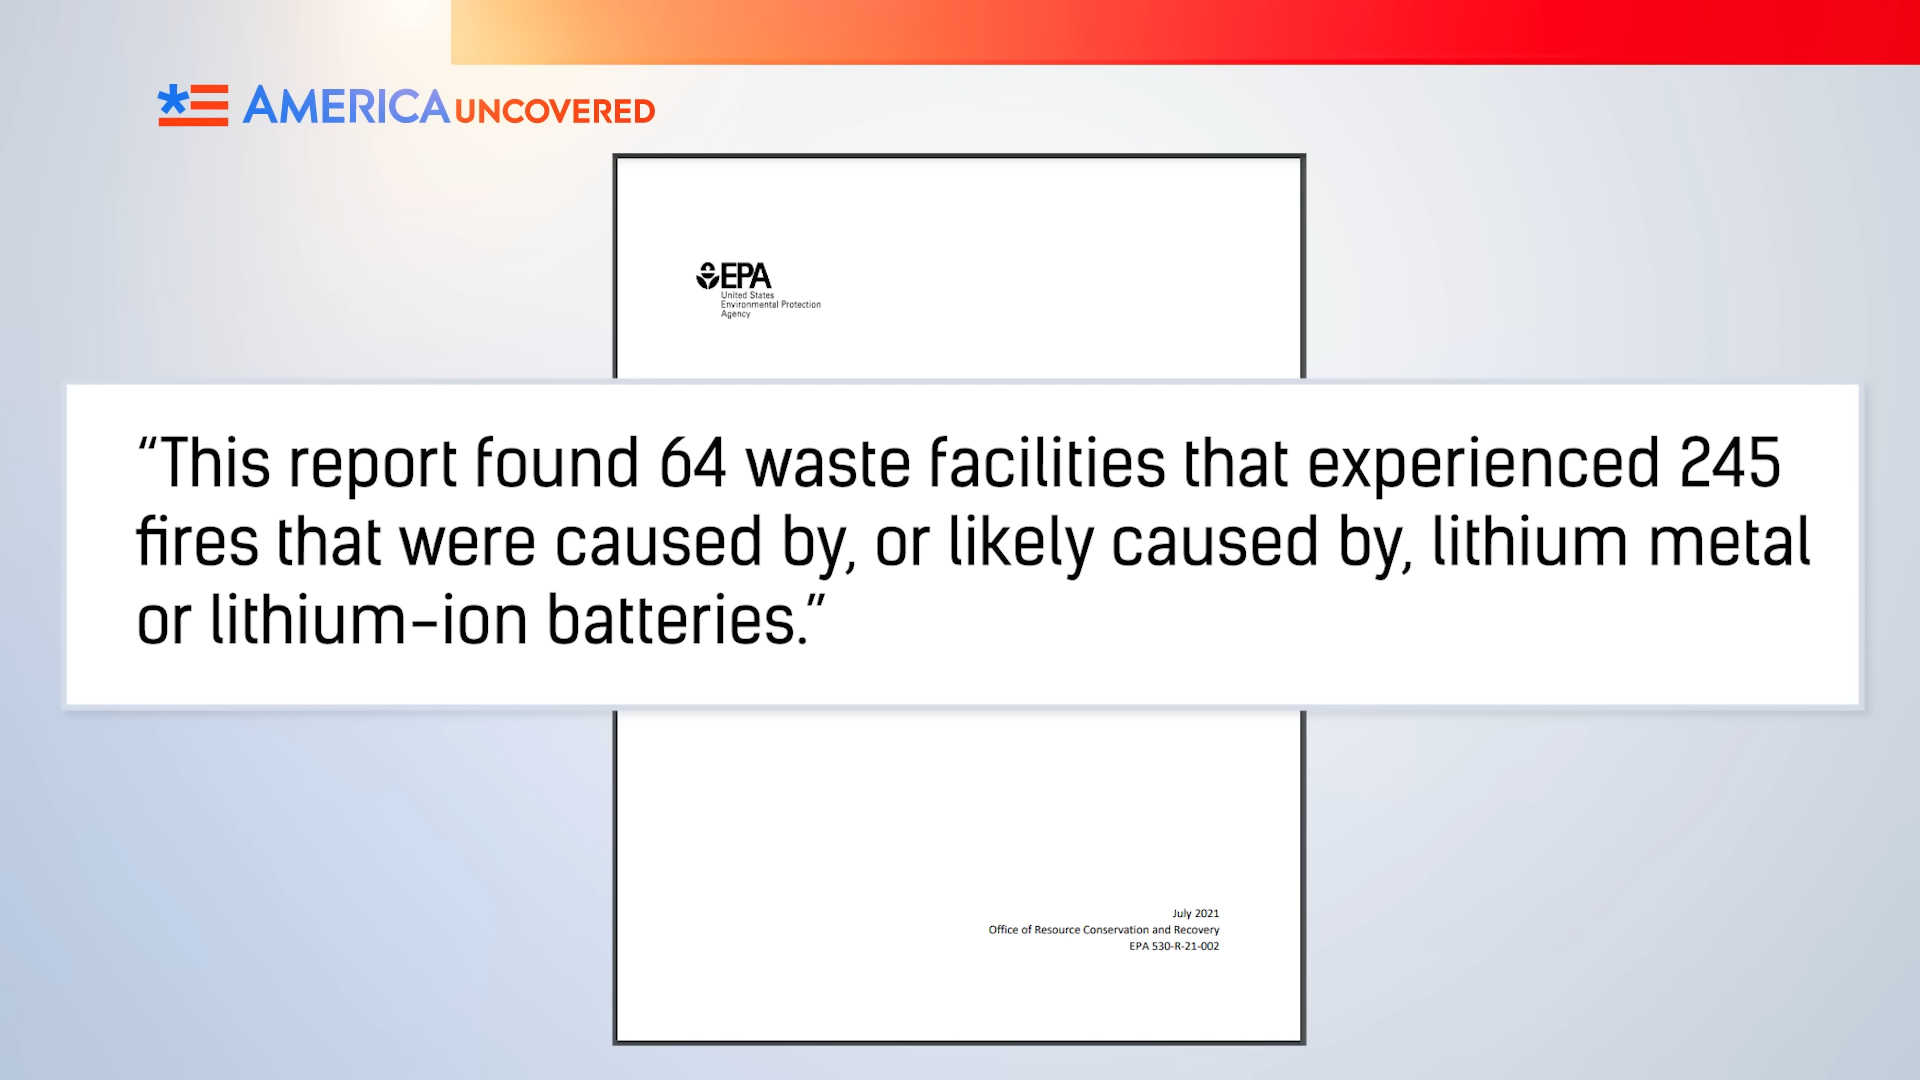 AMERICA UNCOVERED
EPA
United States
Environmental Protection
Agency
“This report found 64 waste facilities that experienced 245
fires that were caused by, or likely caused by, lithium metal
or lithium-ion batteries.”
July 2021
Office of Resource Conservation and Recovery
EPA 530-R-21-002